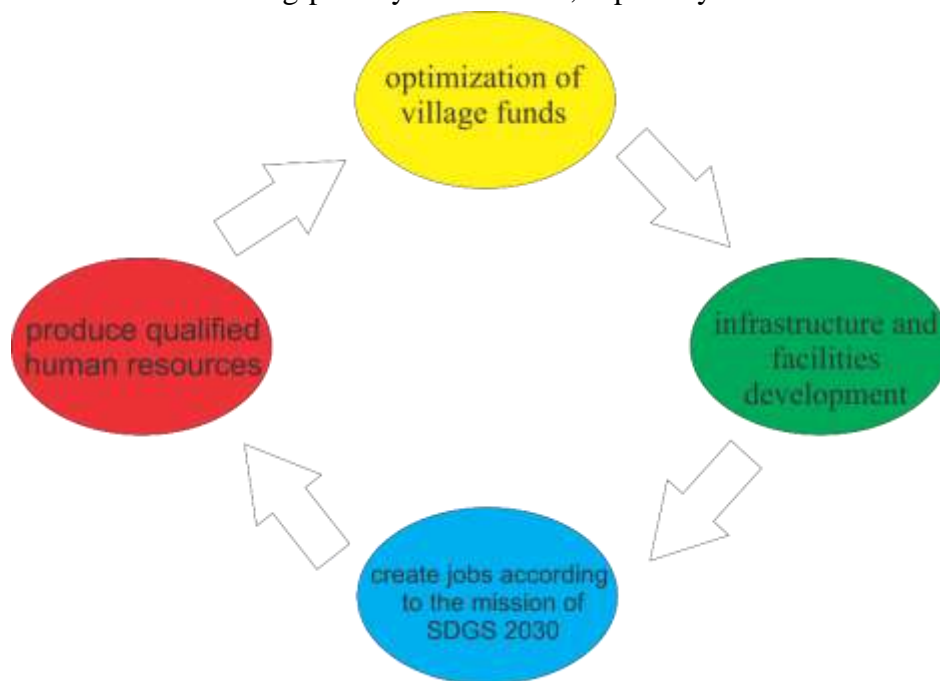 optimization of
village funds
infrastructure and
facilities
development
create jobs according
to the mission of
SDGS 2030
produce qualified
human resources